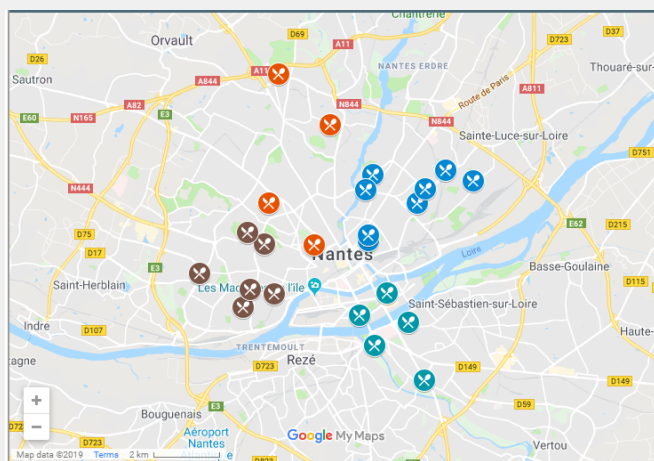 Chantrerie
D69
D723
D37
Orvault
A11
D26
NANTES ERDRE
Thouaré-sur-
Sautron
A11
A844
A811
Route de Paris
A82
N844
E60
N165
E3
N844
Sainte-Luce-sur-Loire
D751
N444
E62
D215
D75
D17
Nantes
Loire
E3
Basse-Goulaine
D115
Saint-Herblain
Les Mac
l'île
Saint-Sébastien-sur-Loire
Indre
D107
Haute-
TRENTEMOULT
agne
Rezé
D723
D149
D149
E3
D59
Bouguenais
D723
Aéroport
Nantes
Google My Maps
Vertou
Map data ©2019 Terms 2 km
D823